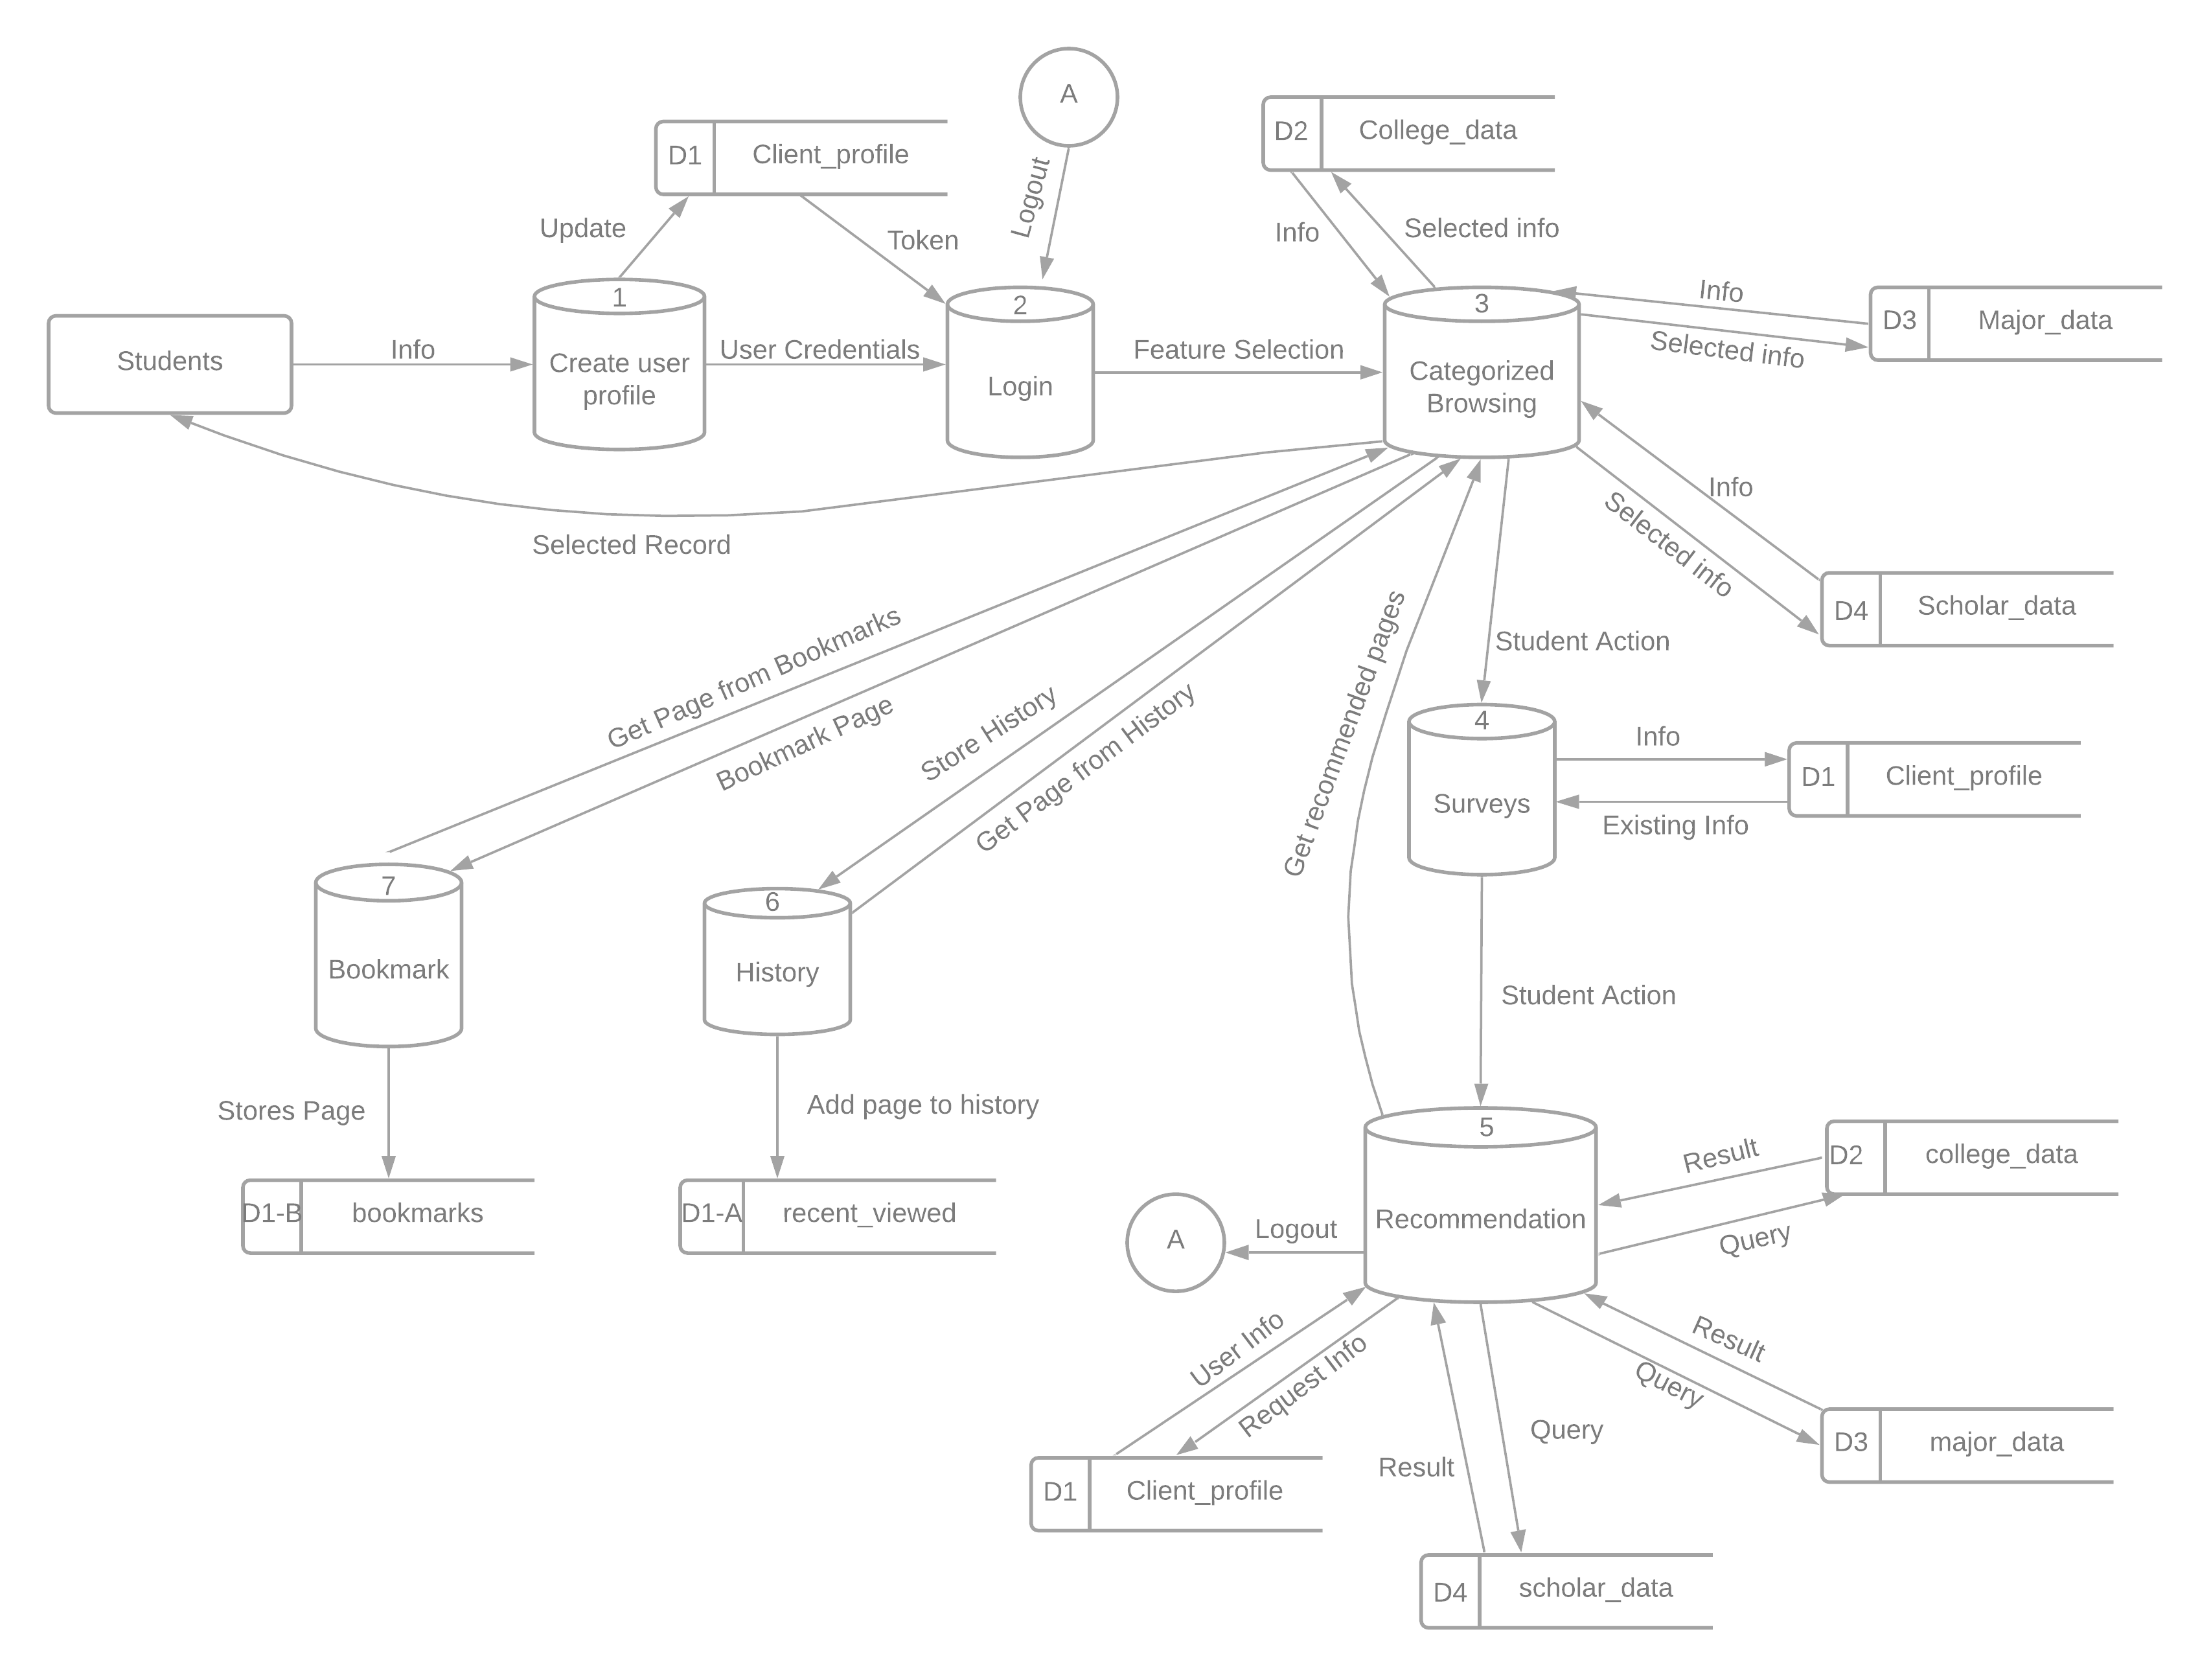 A
D1
Client_profile
D2
College_data
Logout
Update
Token
Info
Selected info
1
2
3
Info
D3
Major_data
Selected info
Students
Info
Create user
profile
User Credentials
Login
Feature Selection
Categorized
Browsing
Info
Selected info
Selected Record
D4
Scholar_data
Get Page from Bookmarks
Bookmark Page
Store History
Get Page from History
Get recommended pages
Student Action
4
Surveys
Info
D1
Client_profile
Existing Info
7
Bookmark
6
History
Student Action
Stores Page
Add page to history
5
Recommendation
Result
D2
college_data
Query
D1-B
bookmarks
D1-A
recent_viewed
A
Logout
User Info
Request Info
Result
Query
Query
Result
D3
major_data
D1
Client_profile
D4
scholar_data